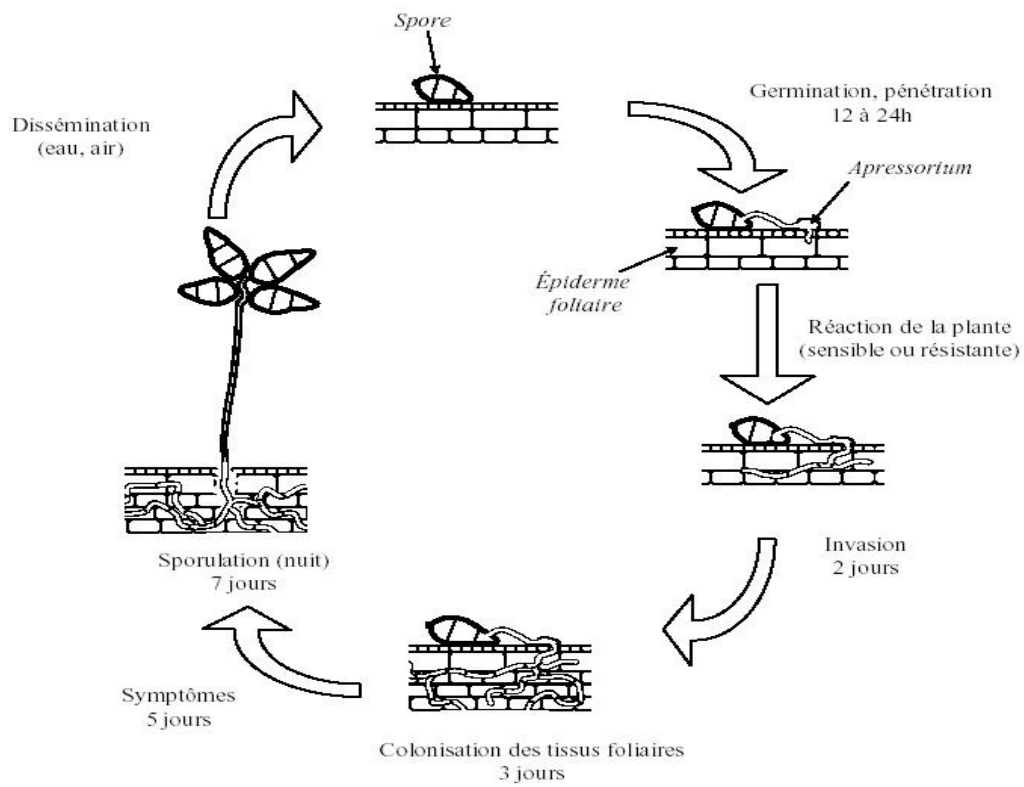 Spore
Germination, pénétration
12 à 24h
Dissémination
(eau, air)
Apressorium
Épiderme
foliaire
Réaction de la plante
(sensible ou résistante)
Invasion
2 jours
Sporulation (nuit)
7 jours
Symptômes
5 jours
Colonisation des tissus foliaires
3 jours